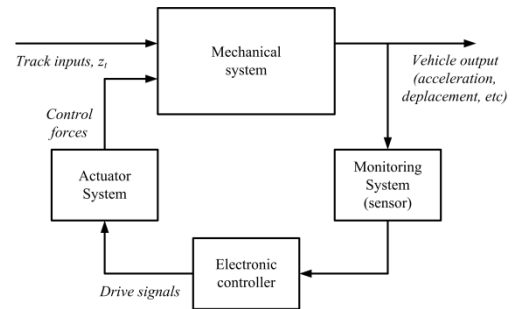 Mechanical
system
Track inputs, zt
Vehicle output
(acceleration,
deplacement, etc)
Control
forces
Actuator
System
Monitoring
System
(sensor)
Electronic
controller
Drive signals